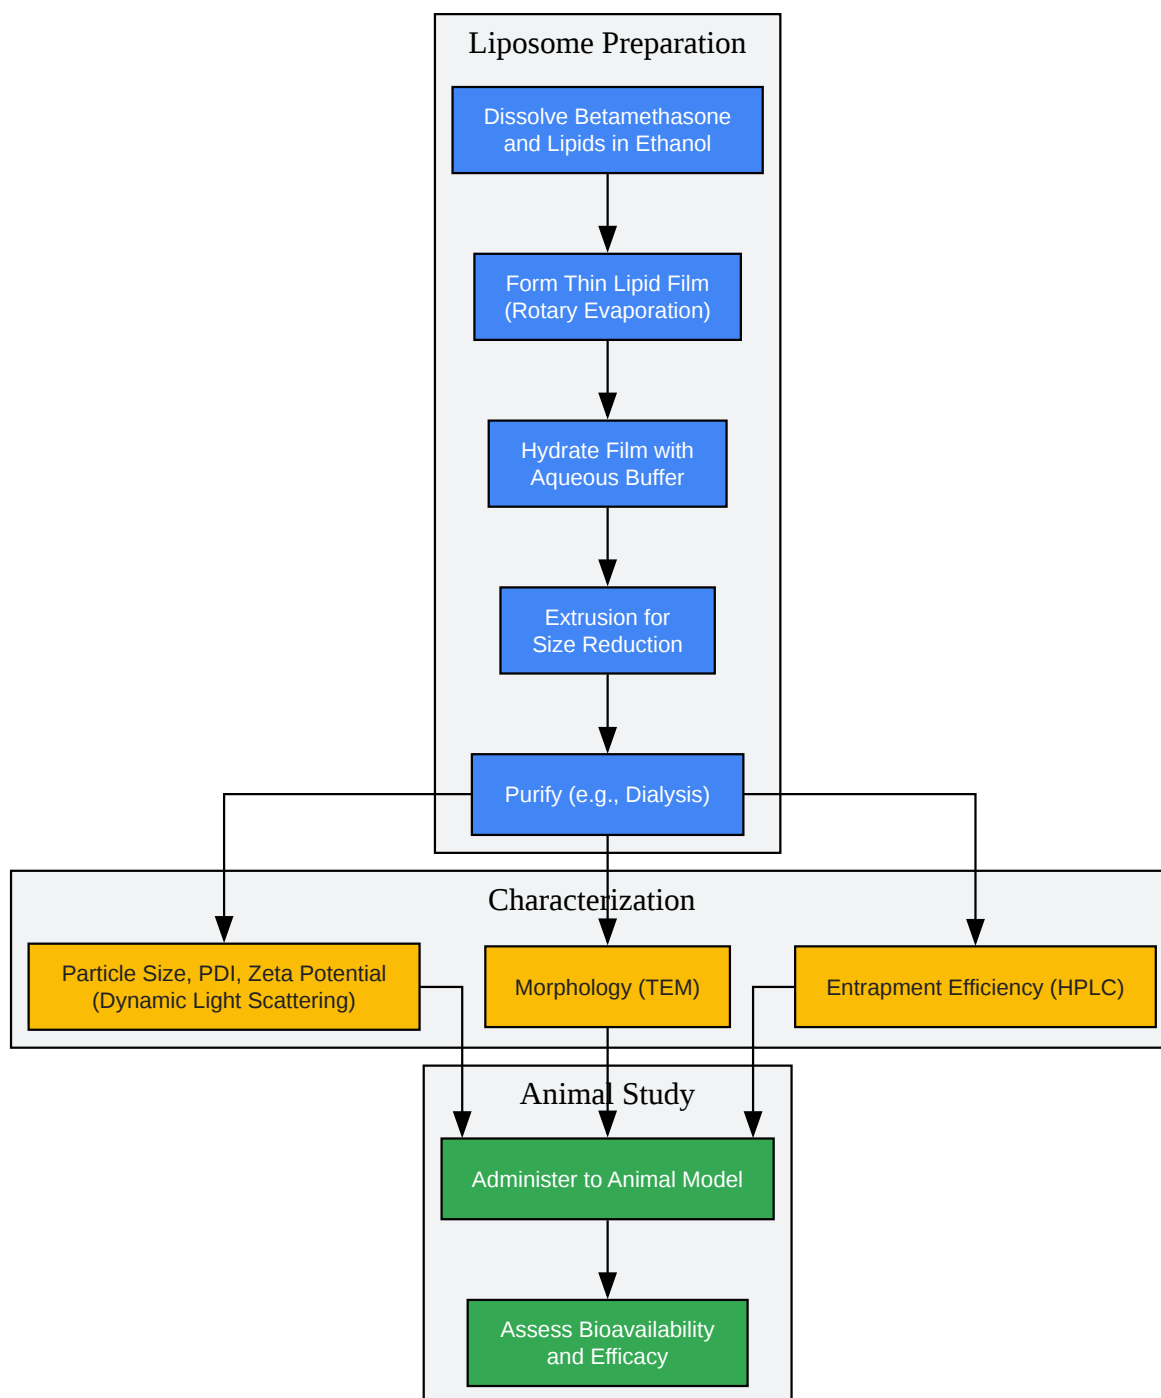 Liposome Preparation
Dissolve Betamethasone
and Lipids in Ethanol
Form Thin Lipid Film
(Rotary Evaporation)
Hydrate Film with
Aqueous Buffer
Extrusion for
Size Reduction
Purify (e.g., Dialysis)
Characterization
Particle Size, PDI, Zeta Potential
(Dynamic Light Scattering)
Morphology (TEM)
Entrapment Efficiency (HPLC)
Animal Study
Administer to Animal Model
Assess Bioavailability
and Efficacy